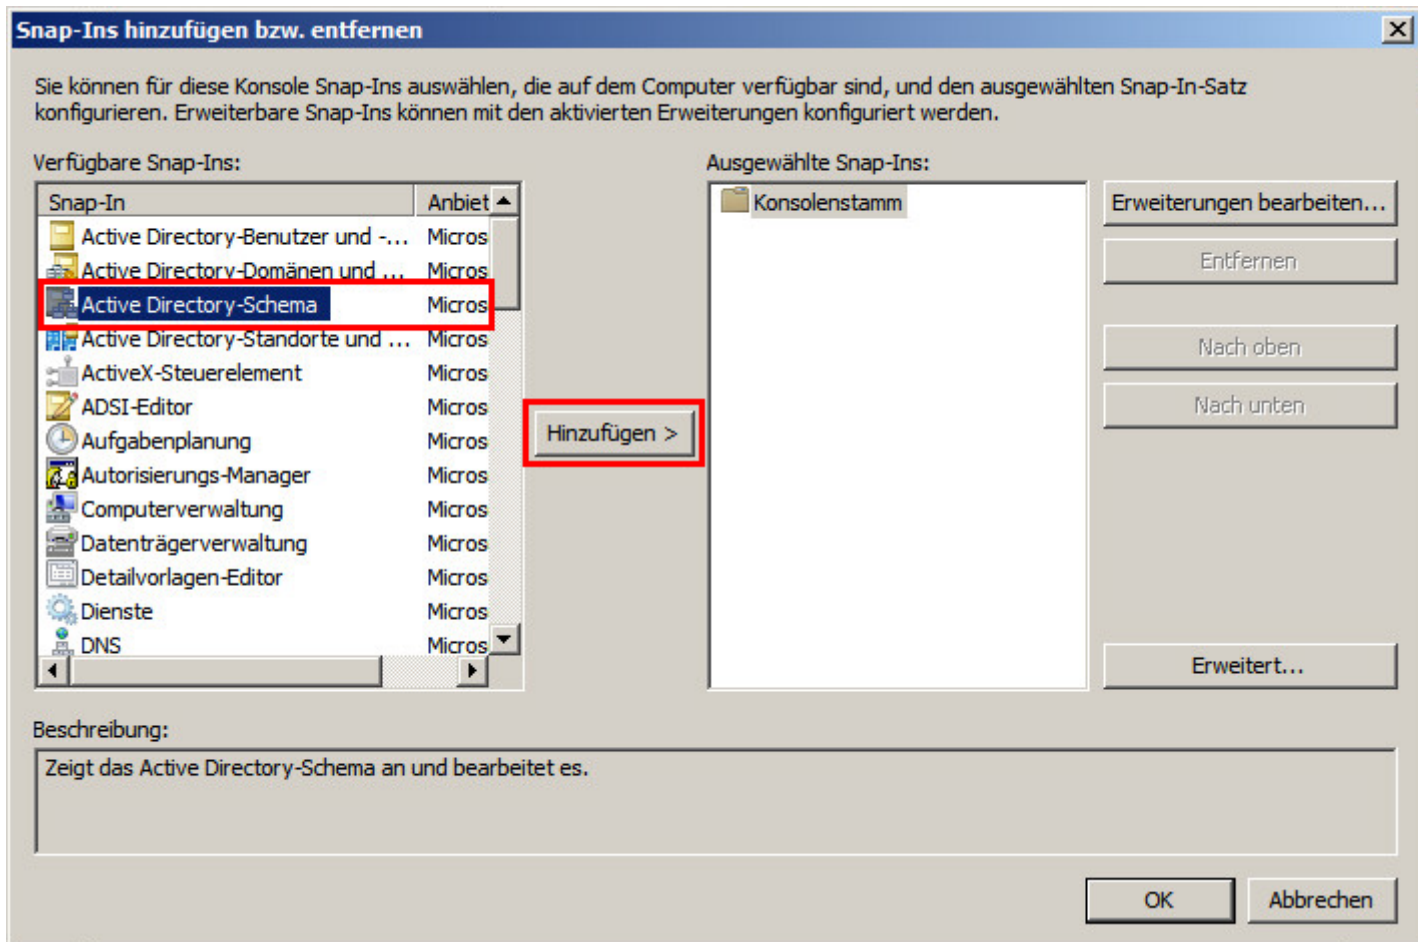 Snap-Ins hinzufügen bzw. entfernen
Sie können für diese Konsole Snap-Ins auswählen, die auf dem Computer verfügbar sind, und den ausgewählten Snap-In-Satz
konfigurieren. Erweiterbare Snap-Ins können mit den aktivierten Erweiterungen konfiguriert werden.
Verfügbare Snap-Ins:
Snap-In Anbiet
Active Directory-Benutzer und -... Micros
Active Directory-Domänen und ... Micros
Active Directory-Schema Micros
Active Directory-Standorte und ... Micros
ActiveX-Steuerelement Micros
ADSI-Editor Micros
Aufgabenplanung Micros
Autorisierungs-Manager Micros
Computerverwaltung Micros
Datenträgerverwaltung Micros
Detailvorlagen-Editor Micros
Dienste Micros
DNS Micros
Hinzufügen >
Ausgewählte Snap-Ins:
Konsolenstamm
Erweiterungen bearbeiten...
Entfernen
Nach oben
Nach unten
Erweitert...
Beschreibung:
Zeigt das Active Directory-Schema an und bearbeitet es.
OK Abbrechen